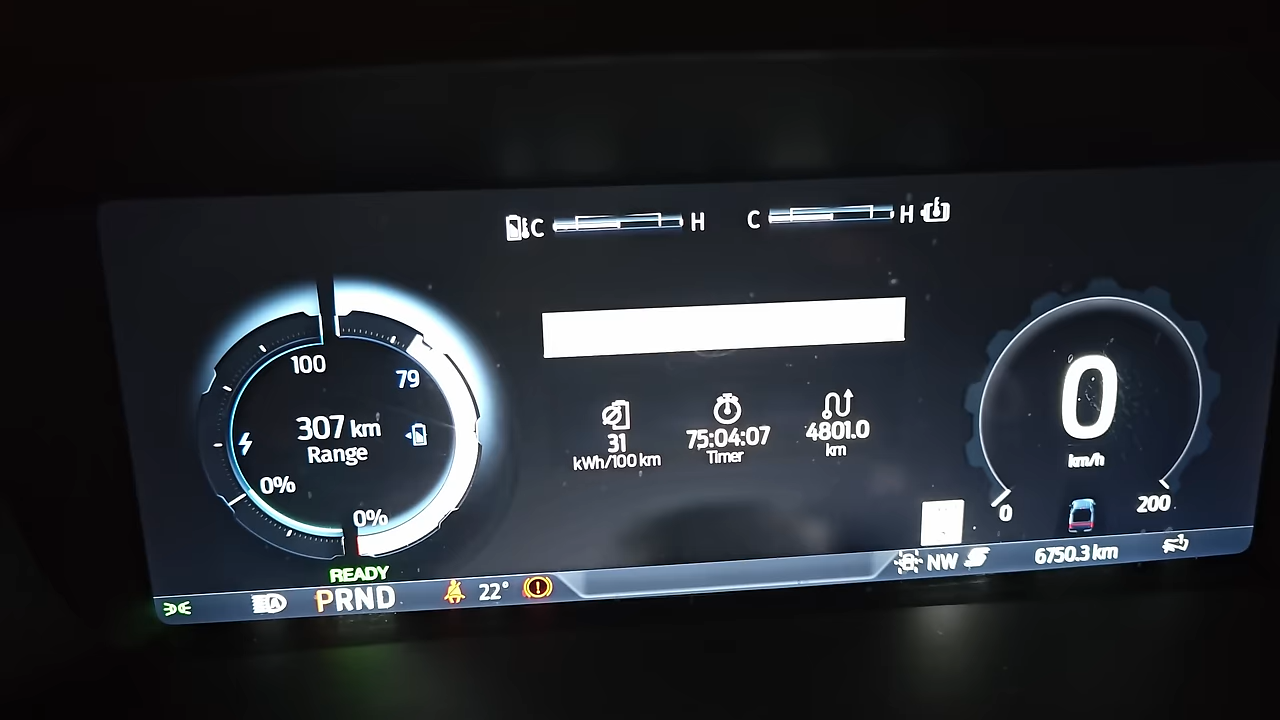 C H C H
100
79
307 km
Range
0%
0%
31
kWh/100 km
75:04:07
Timer
4801.0
km
0
km/h
0
200
READY
PRND
22°
NW
6750.3 km